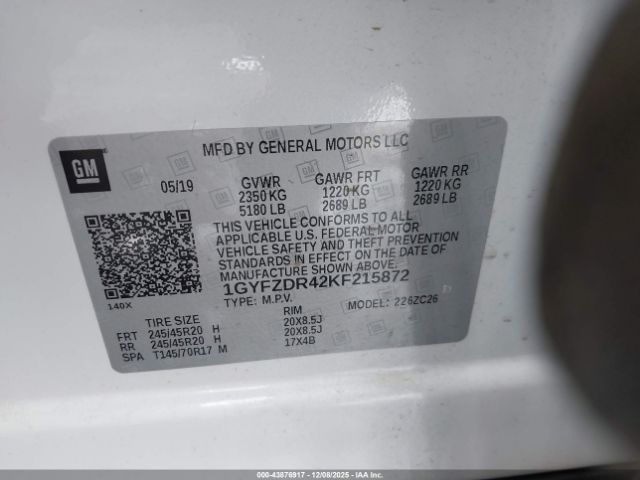 GM
MFD BY GENERAL MOTORS LLC
05/19
GVWR GAWR FRT GAWR RR
2350 KG 1220 KG 1220 KG
5180 LB 2689 LB 2689 LB
THIS VEHICLE CONFORMS TO ALL
APPLICABLE U.S. FEDERAL MOTOR
VEHICLE SAFETY AND THEFT PREVENTION
STANDARDS IN EFFECT ON THE DATE OF
MANUFACTURE SHOWN ABOVE.
1GYFZDR42KF215872
140X
TYPE: M.P.V. MODEL: 226ZC26
TIRE SIZE RIM
FRT 245/45R20 H 20X8.5J
RR 245/45R20 H 20X8.5J
SPA T145/70R17 M 17X4B
00-43876917 - 12/08/2025 - IAA, Inc.